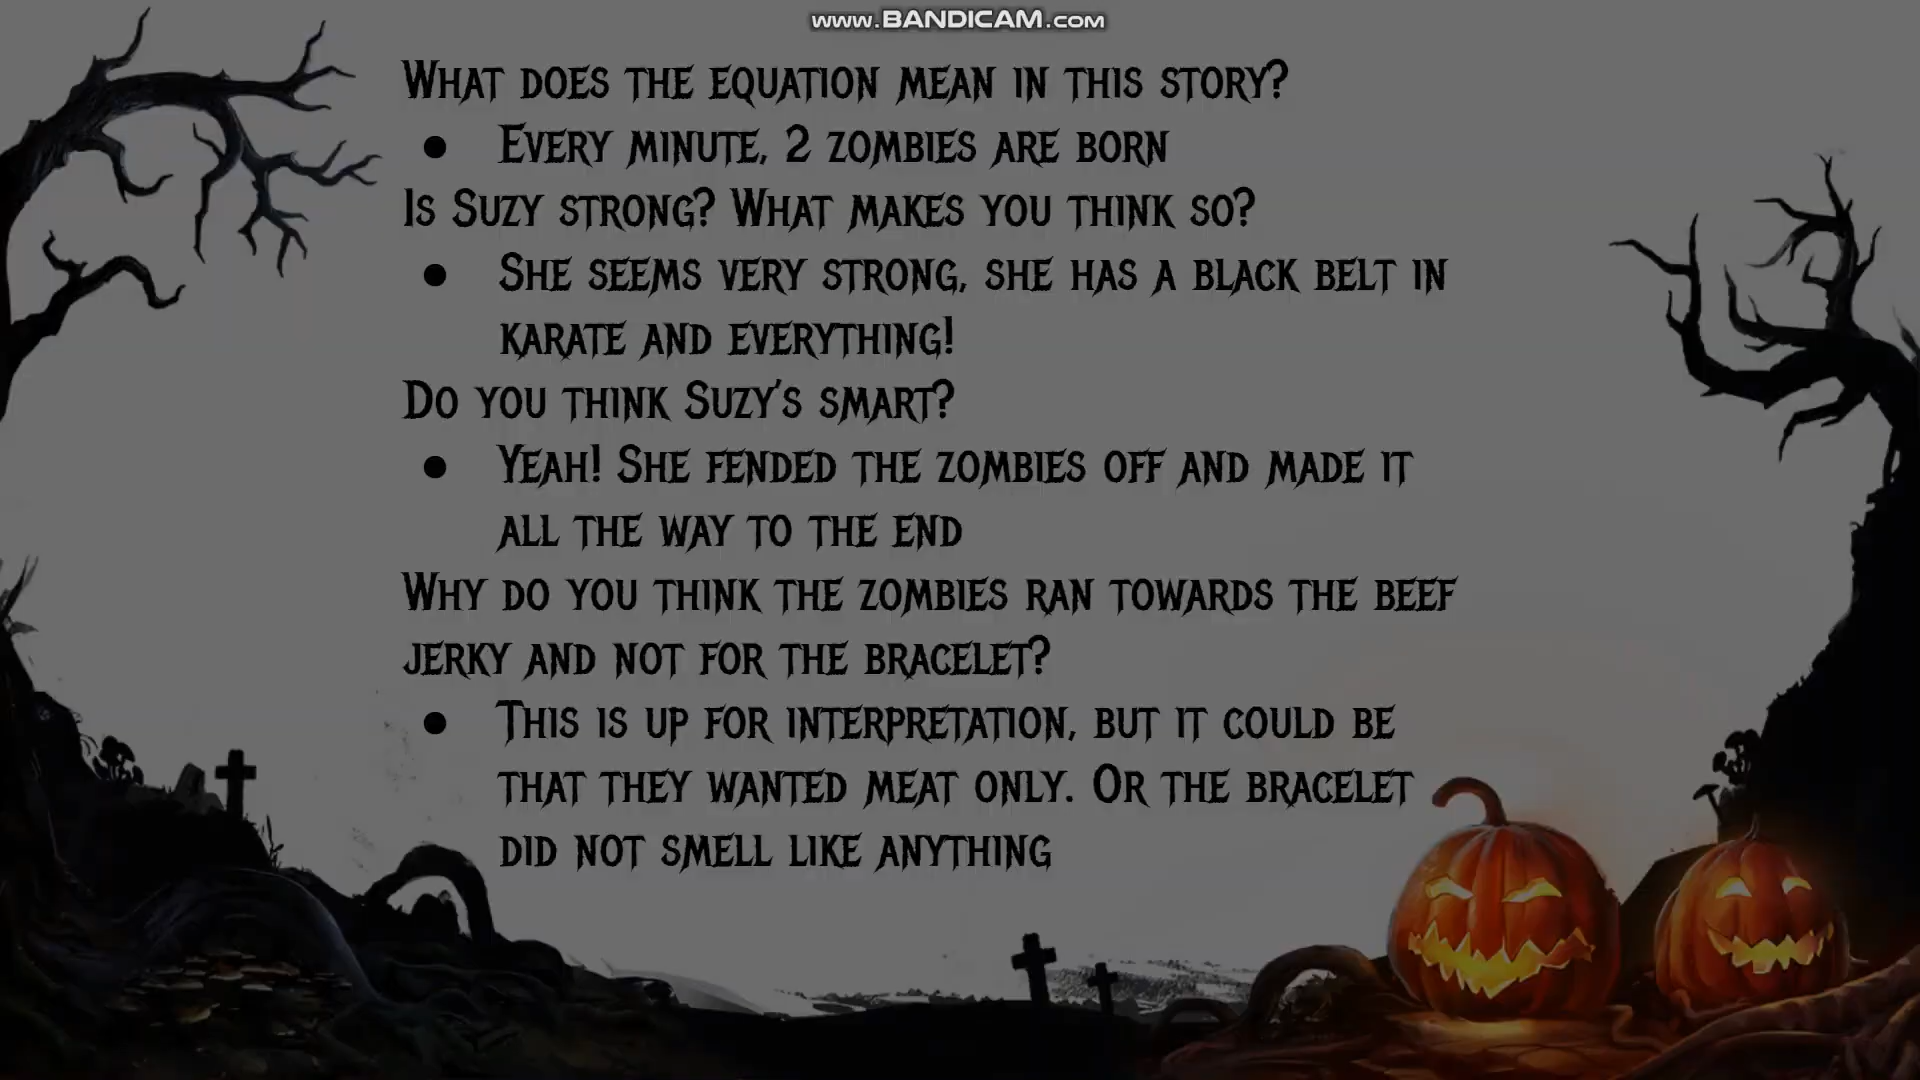 www.BANDICAM.com
What does the equation mean in this story?
● Every minute, 2 zombies are born
Is Suzy strong? What makes you think so?
● She seems very strong, she has a black belt in
karate and everything!
Do you think Suzy's smart?
● Yeah! She fended the zombies off and made it
all the way to the end
Why do you think the zombies ran towards the beef
jerky and not for the bracelet?
● This is up for interpretation, but it could be
that they wanted meat only. Or the bracelet
did not smell like anything